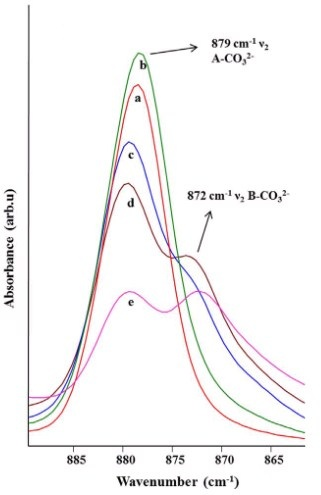 879 cm⁻¹ ν₂
A-CO₃²⁻
b
a
c
872 cm⁻¹ ν₂ B-CO₃²⁻
d
e
Absorbance (arb.u)
885 880 875 870 865
Wavenumber (cm⁻¹)